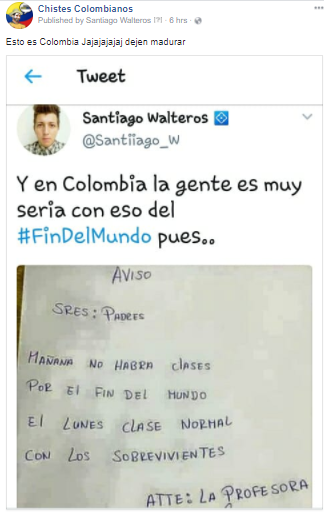 Chistes Colombianos
Published by Santiago Walteros [?] · 6 hrs ·
Esto es Colombia Jajajajajaj dejen madurar
Tweet
Santiago Walteros
@Santiiago_W
Y en Colombia la gente es muy
seria con eso del
#FinDelMundo pues..
AVISO
SRES: PADRES
MAÑANA NO HABRA CLASES
POR El FIN DEL MUNDO
El LUNES CLASE NORMAL
CON LOS SOBREVIVIENTES
ATTE: LA PROFESORA